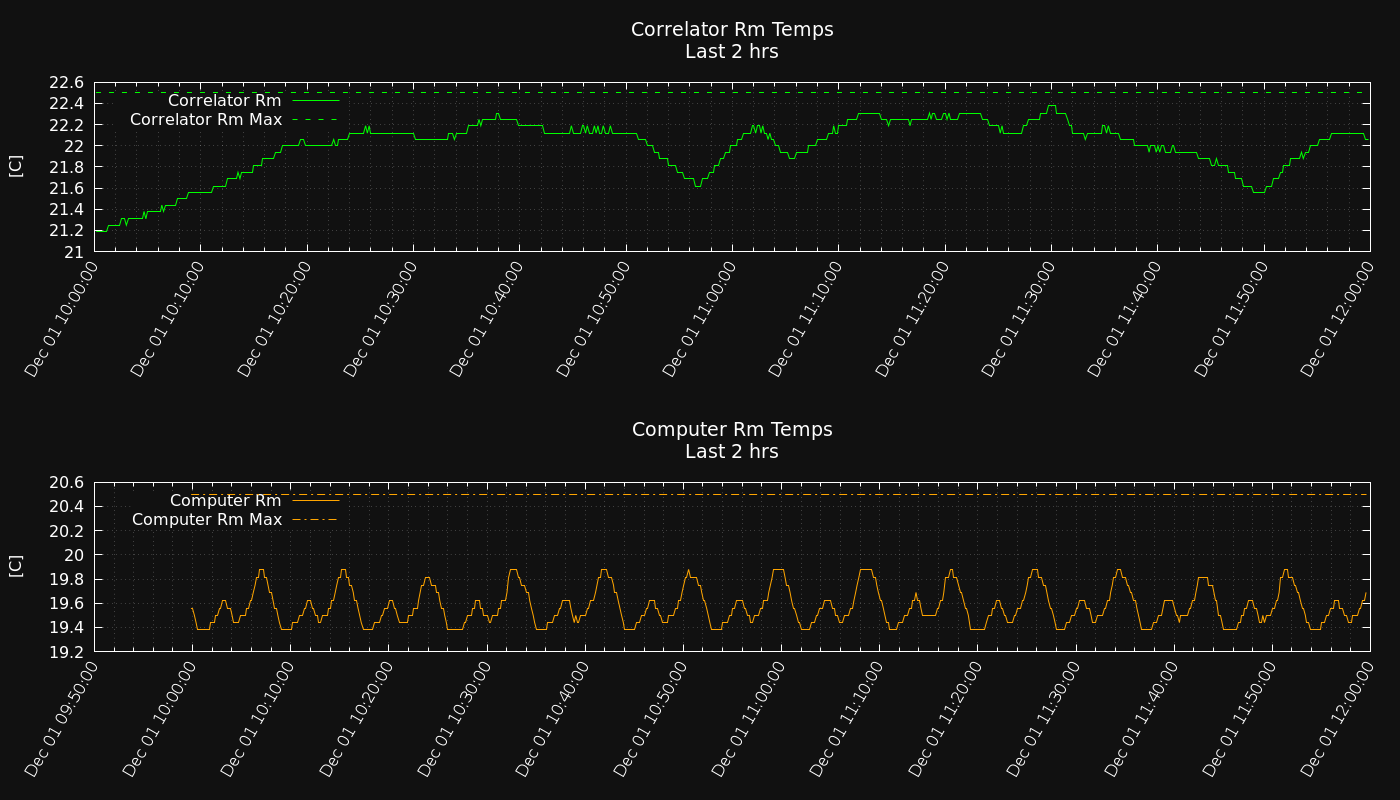 Correlator Rm Temps
Last 2 hrs
22.6
22.4
22.2
22
21.8
21.6
21.4
21.2
21
[C]
Correlator Rm
Correlator Rm Max
Dec 01 10:00:00
Dec 01 10:10:00
Dec 01 10:20:00
Dec 01 10:30:00
Dec 01 10:40:00
Dec 01 10:50:00
Dec 01 11:00:00
Dec 01 11:10:00
Dec 01 11:20:00
Dec 01 11:30:00
Dec 01 11:40:00
Dec 01 11:50:00
Dec 01 12:00:00
Computer Rm Temps
Last 2 hrs
20.6
20.4
20.2
20
19.8
19.6
19.4
19.2
[C]
Computer Rm
Computer Rm Max
Dec 01 09:50:00
Dec 01 10:00:00
Dec 01 10:10:00
Dec 01 10:20:00
Dec 01 10:30:00
Dec 01 10:40:00
Dec 01 10:50:00
Dec 01 11:00:00
Dec 01 11:10:00
Dec 01 11:20:00
Dec 01 11:30:00
Dec 01 11:40:00
Dec 01 11:50:00
Dec 01 12:00:00